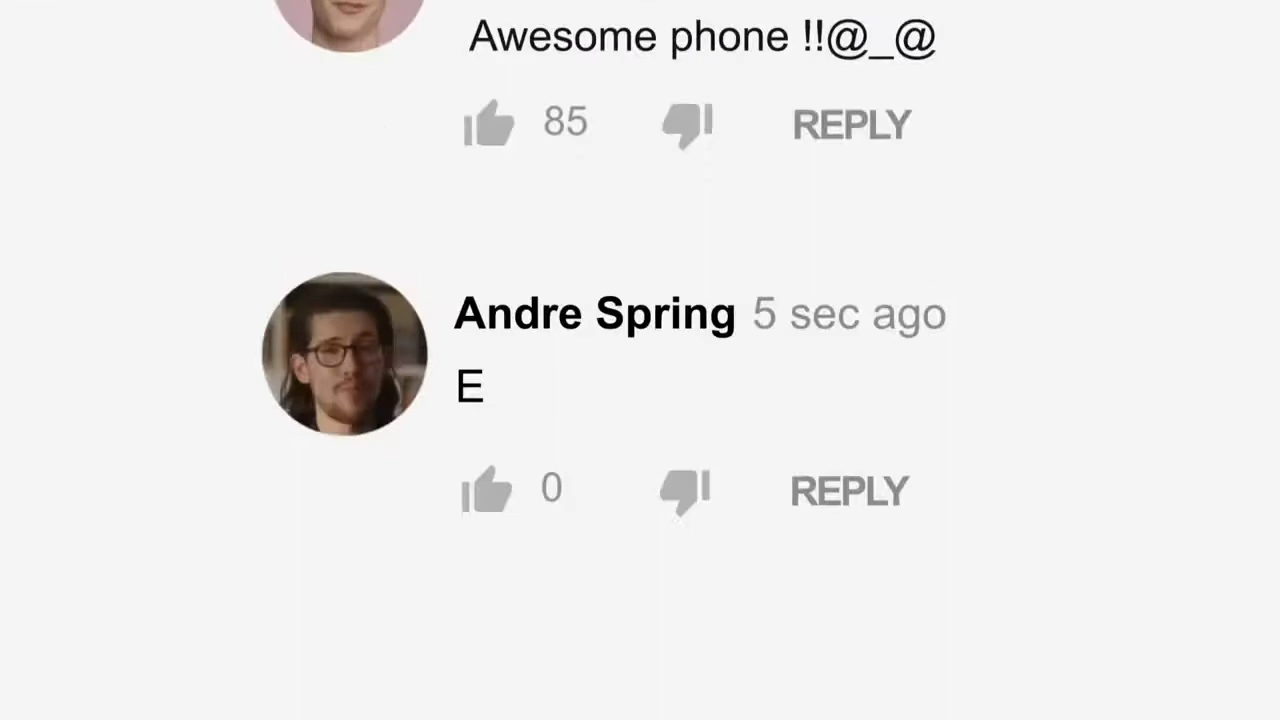 Awesome phone !!@_@
85 REPLY
Andre Spring 5 sec ago
E
0 REPLY